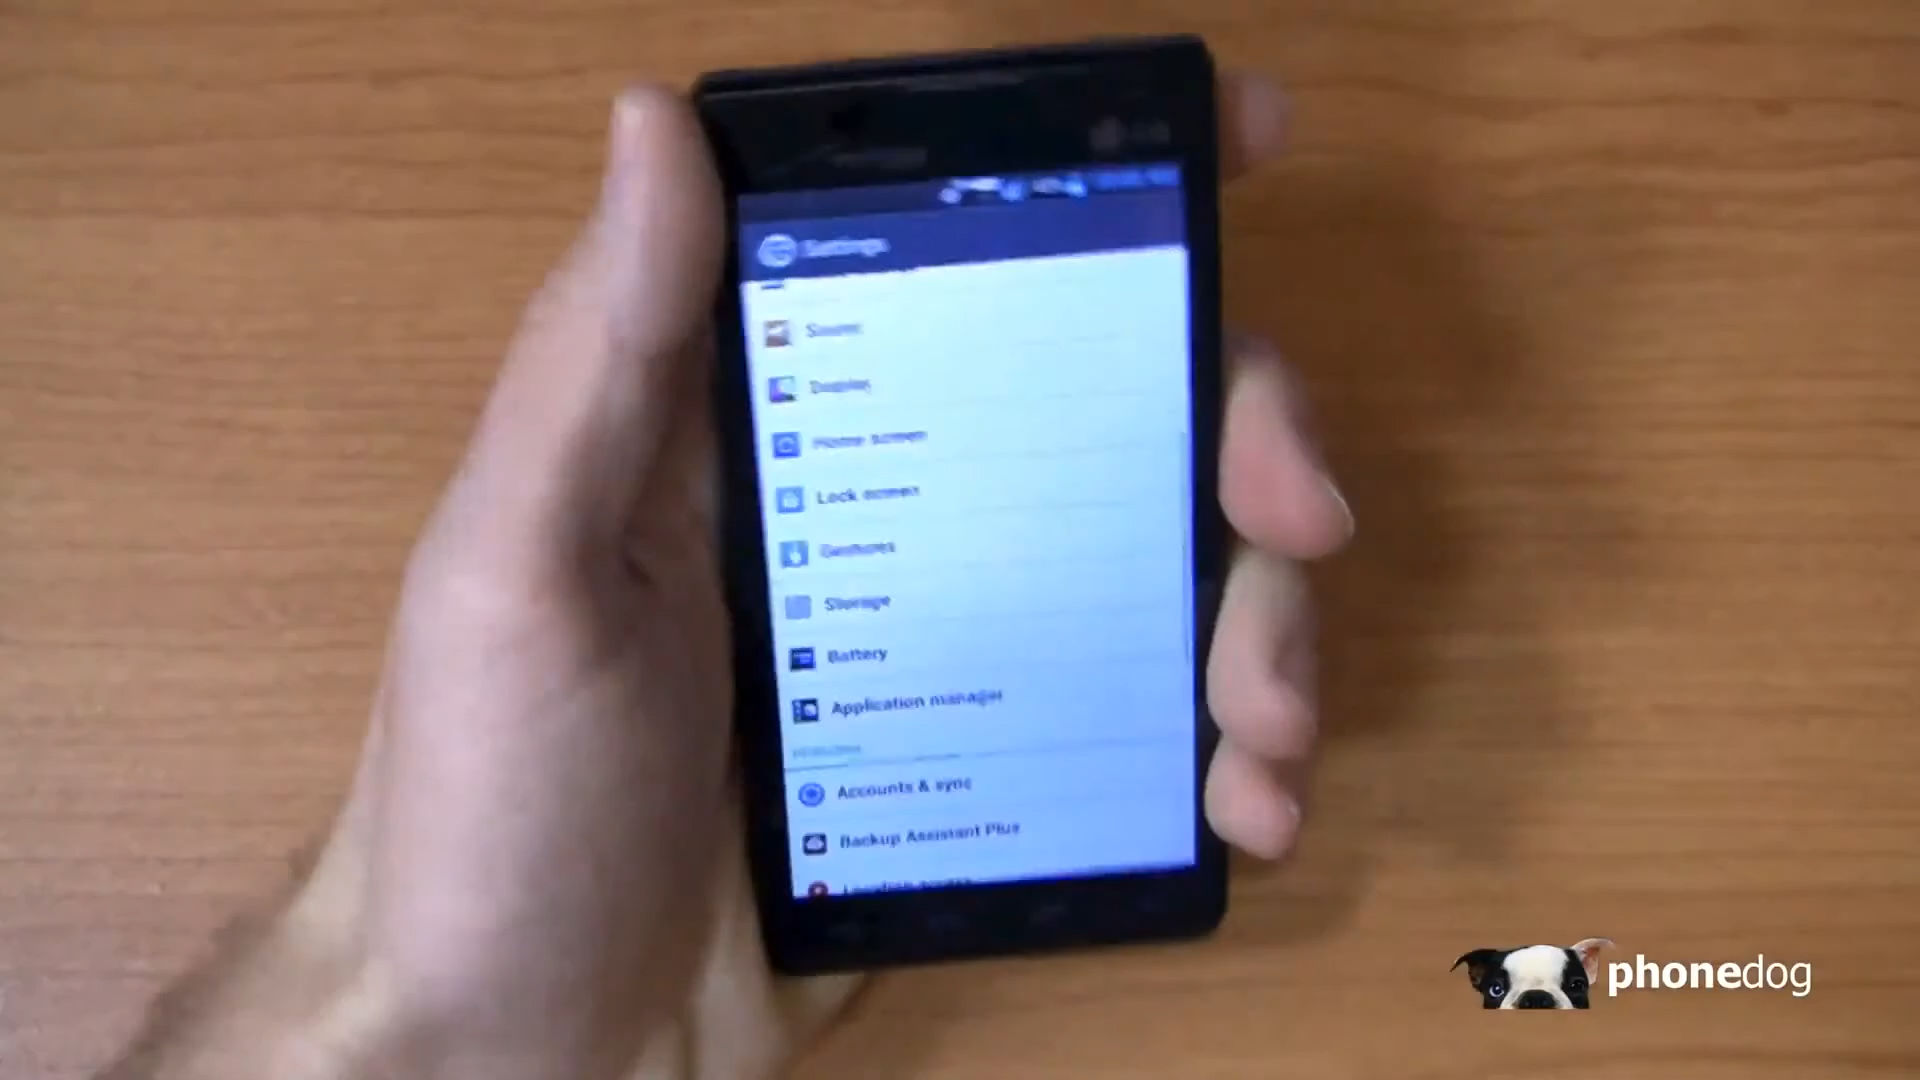 Settings
Sound
Display
Home screen
Lock screen
Gestures
Storage
Battery
Application manager
Accounts & sync
Backup Assistant Plus
phonedog